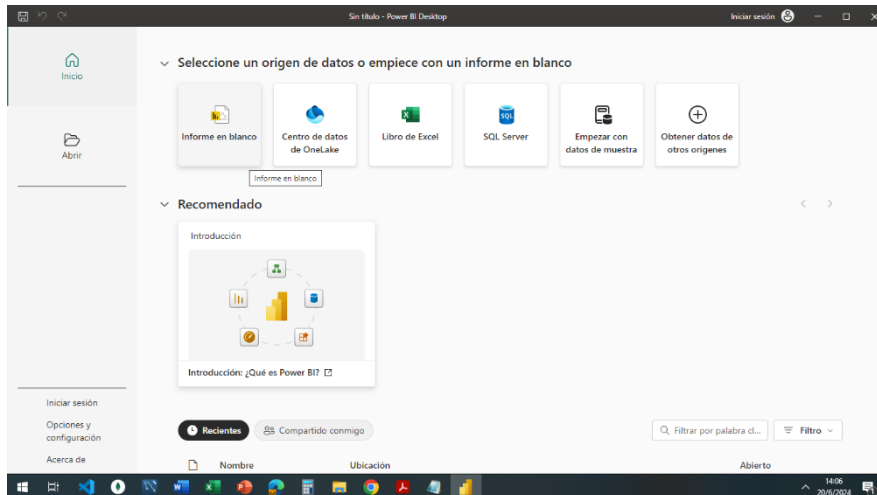 Sin título - Power BI Desktop
Iniciar sesión
Inicio
Abrir
Seleccione un origen de datos o empiece con un informe en blanco
Informe en blanco
Centro de datos
de OneLake
Libro de Excel
SQL
SQL Server
Empezar con
datos de muestra
Obtener datos de
otros orígenes
Informe en blanco
Recomendado
Introducción
Introducción: ¿Qué es Power BI?
Iniciar sesión
Opciones y
configuración
Acerca de
Recientes
Compartido conmigo
Filtrar por palabra cl...
Filtro
Nombre
Ubicación
Abierto
14:06
20/6/2024